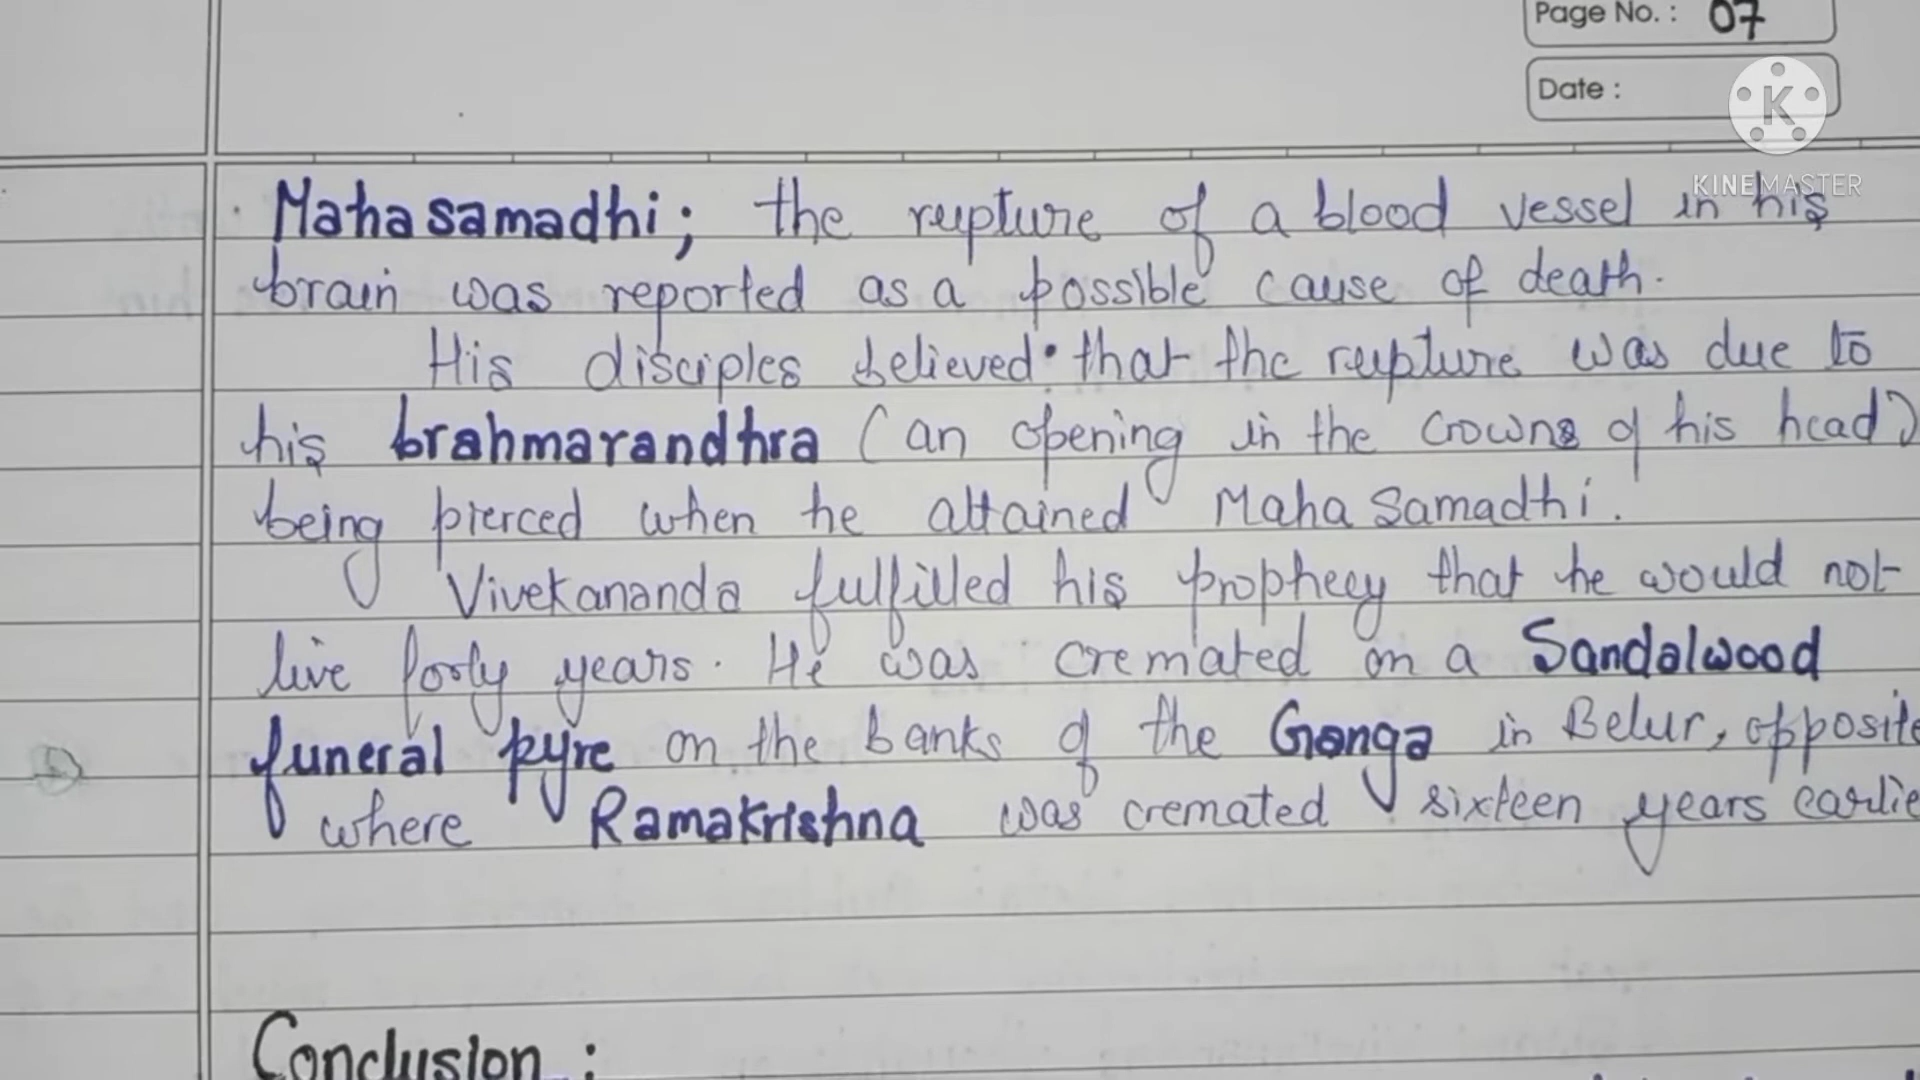 Page No. : 07
Date :
K
KINEMASTER
Mahasamadhi; the rupture of a blood vessel in his
brain was reported as a possible cause of death.
His disciples believed that the rupture was due to
his brahmarandhra (an opening in the crowns of his head)
being pierced when he attained Maha Samadhi.
Vivekananda fulfilled his prophecy that he would not
live forty years. He was cremated on a Sandalwood
funeral pyre on the banks of the Ganga in Belur, opposite
where Ramakrishna was cremated sixteen years earlie
Conclusion :